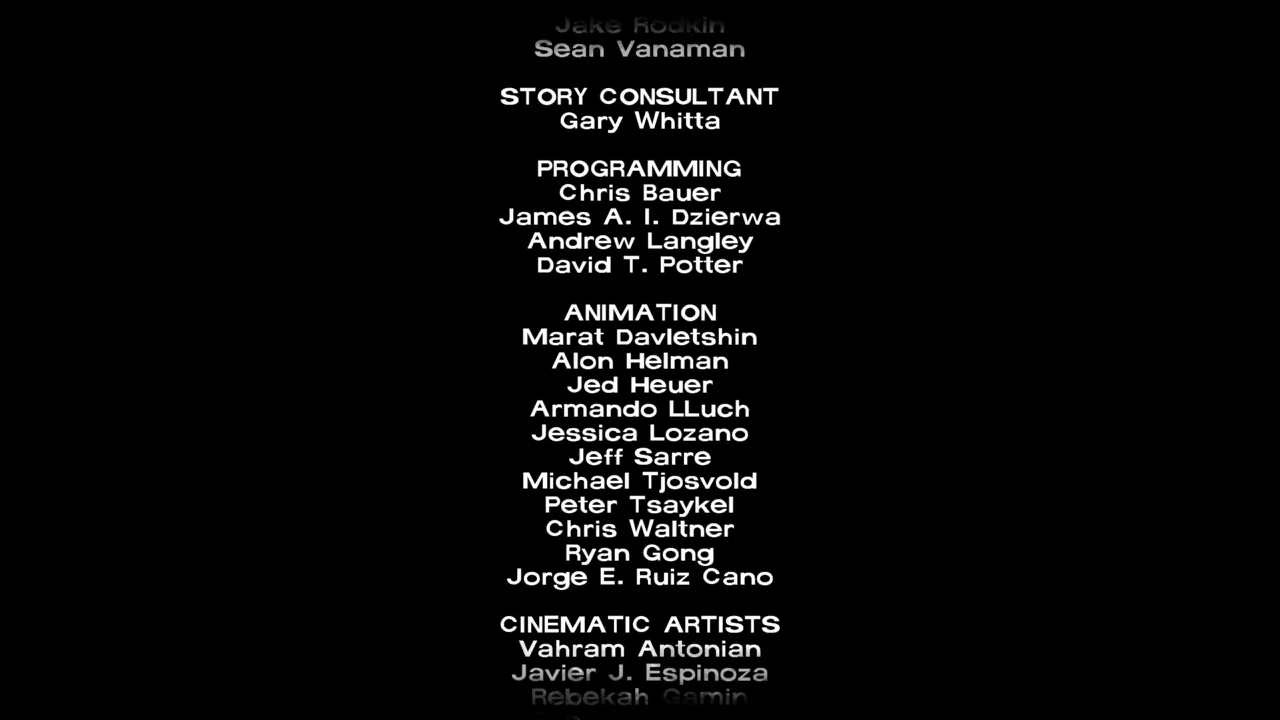 Jake Rodkin
Sean Vanaman
STORY CONSULTANT
Gary Whitta
PROGRAMMING
Chris Bauer
James A. I. Dzierwa
Andrew Langley
David T. Potter
ANIMATION
Marat Davletshin
Alon Helman
Jed Heuer
Armando LLuch
Jessica Lozano
Jeff Sarre
Michael Tjosvold
Peter Tsaykel
Chris Waltner
Ryan Gong
Jorge E. Ruiz Cano
CINEMATIC ARTISTS
Vahram Antonian
Javier J. Espinoza
Rebekah Gamin